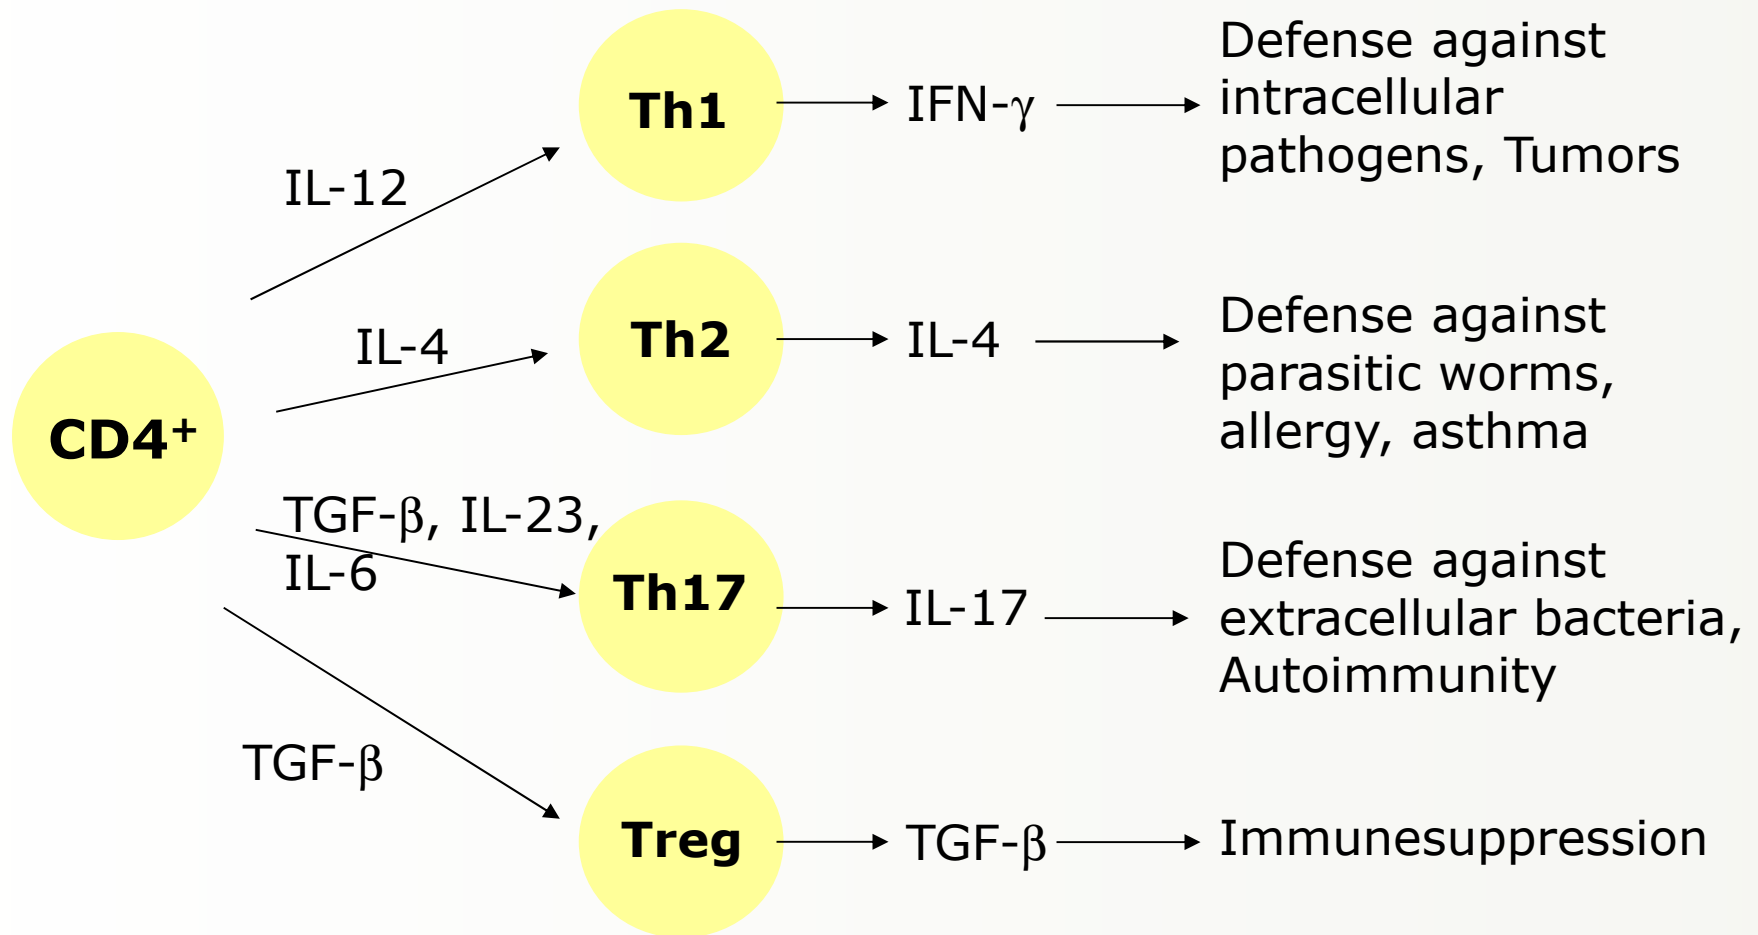 Defense against
intracellular
pathogens, Tumors
Th1
IFN-γ
IL-12
Defense against
parasitic worms,
allergy, asthma
Th2
IL-4
IL-4
CD4⁺
TGF-β, IL-23,
IL-6
Th17
IL-17
Defense against
extracellular bacteria,
Autoimmunity
TGF-β
Treg
TGF-β
Immunesuppression